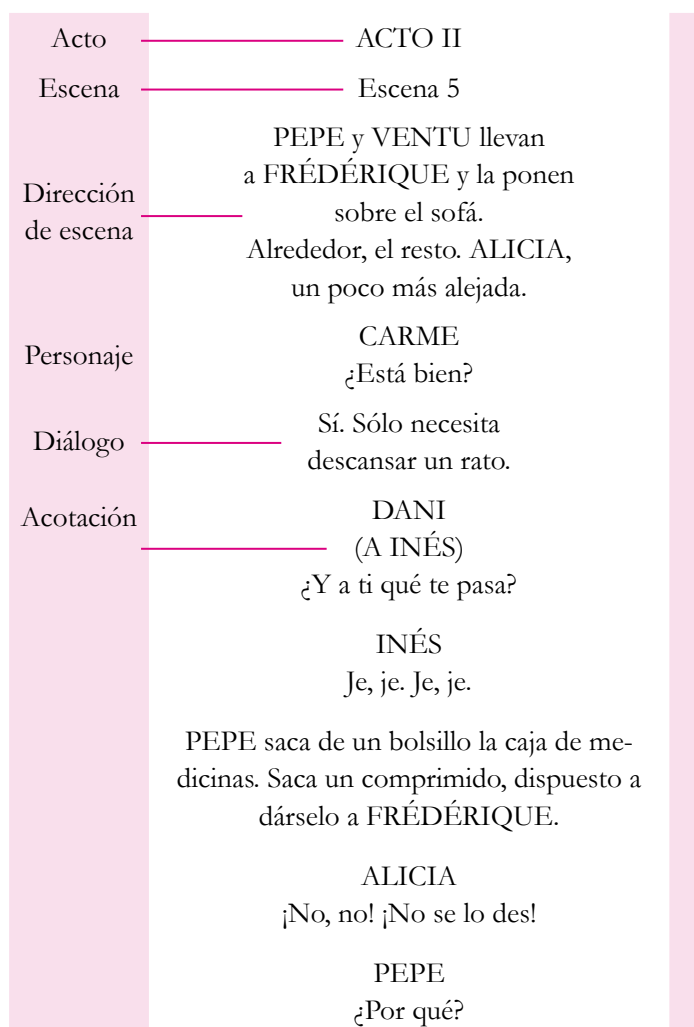 Acto ACTO II
Escena Escena 5
PEPE y VENTU llevan
a FRÉDÉRIQUE y la ponen
Dirección
de escena
sobre el sofá.
Alrededor, el resto. ALICIA,
un poco más alejada.
Personaje
CARME
¿Está bien?
Diálogo
Sí. Sólo necesita
descansar un rato.
Acotación
DANI
(A INÉS)
¿Y a ti qué te pasa?
INÉS
Je, je. Je, je.
PEPE saca de un bolsillo la caja de me-
dicinas. Saca un comprimido, dispuesto a
dárselo a FRÉDÉRIQUE.
ALICIA
¡No, no! ¡No se lo des!
PEPE
¿Por qué?